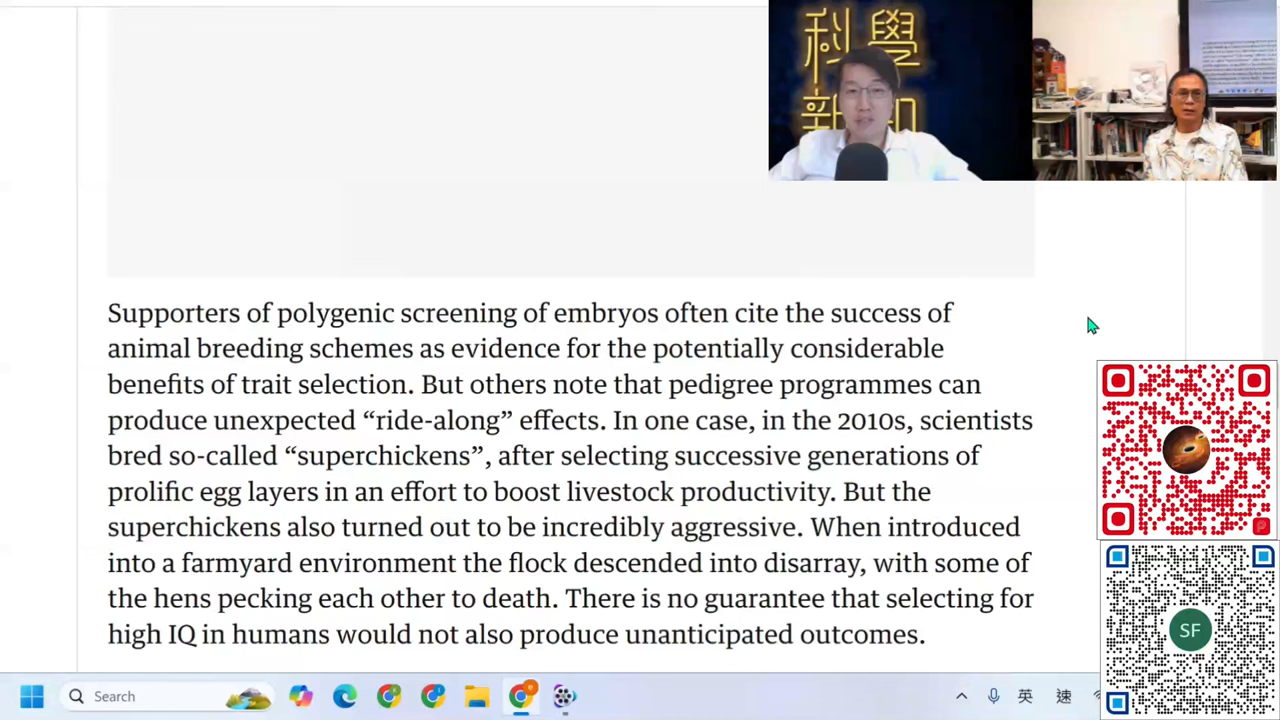 科學
新知
Supporters of polygenic screening of embryos often cite the success of
animal breeding schemes as evidence for the potentially considerable
benefits of trait selection. But others note that pedigree programmes can
produce unexpected “ride-along” effects. In one case, in the 2010s, scientists
bred so-called “superchickens”, after selecting successive generations of
prolific egg layers in an effort to boost livestock productivity. But the
superchickens also turned out to be incredibly aggressive. When introduced
into a farmyard environment the flock descended into disarray, with some of
the hens pecking each other to death. There is no guarantee that selecting for
high IQ in humans would not also produce unanticipated outcomes.
SF
Search
英
速